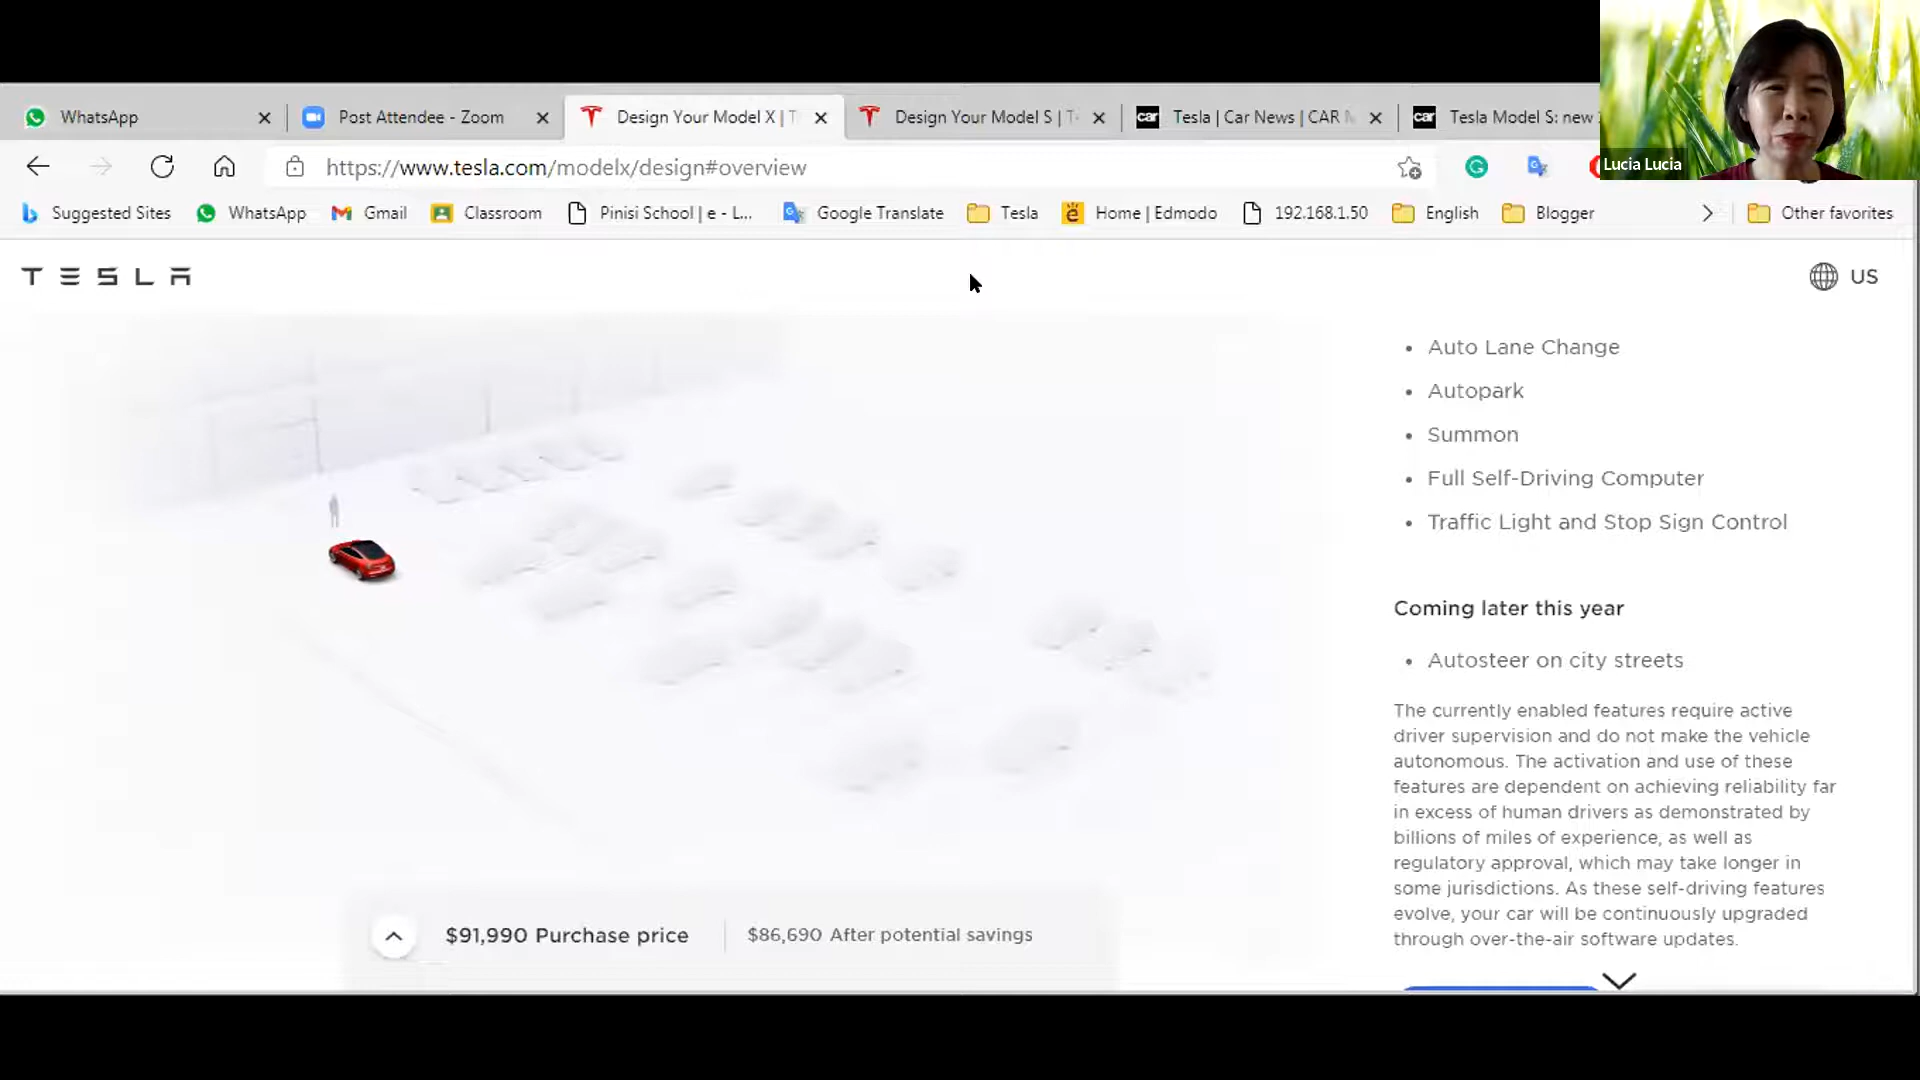 WhatsApp
Post Attendee - Zoom
Design Your Model X | T
Design Your Model S | T
car
Tesla | Car News | CAR M
car
Tesla Model S: new
Lucia Lucia
https://www.tesla.com/modelx/design#overview
Suggested Sites
WhatsApp
Gmail
Classroom
Pinisi School | e - L...
Google Translate
Tesla
Home | Edmodo
192.168.1.50
English
Blogger
Other favorites
TESLA
US
• Auto Lane Change
• Autopark
• Summon
• Full Self-Driving Computer
• Traffic Light and Stop Sign Control
Coming later this year
• Autosteer on city streets
The currently enabled features require active
driver supervision and do not make the vehicle
autonomous. The activation and use of these
features are dependent on achieving reliability far
in excess of human drivers as demonstrated by
billions of miles of experience, as well as
regulatory approval, which may take longer in
some jurisdictions. As these self-driving features
evolve, your car will be continuously upgraded
through over-the-air software updates.
$91,990 Purchase price
$86,690 After potential savings